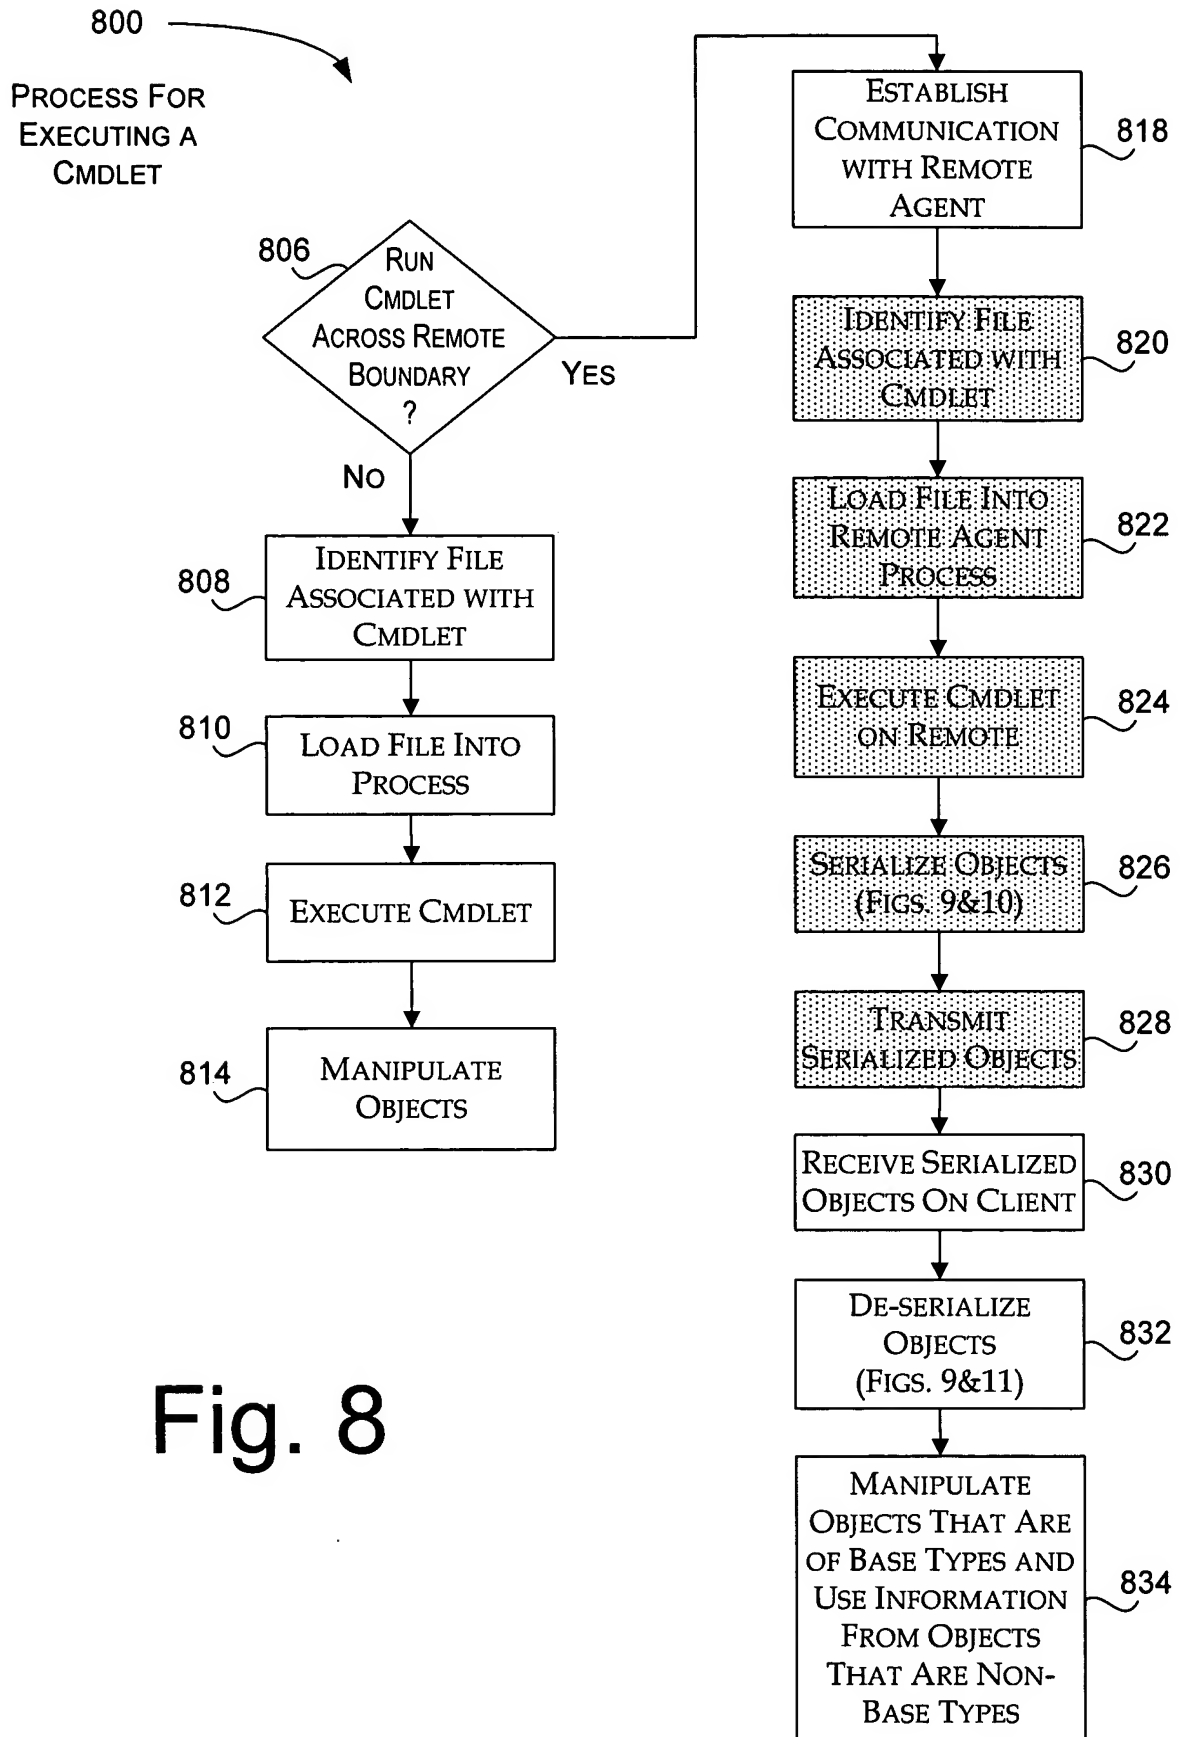 800
PROCESS FOR
EXECUTING A
CMDLET
806
RUN
CMDLET
ACROSS REMOTE
BOUNDARY
?
YES
NO
808
IDENTIFY FILE
ASSOCIATED WITH
CMDLET
810
LOAD FILE INTO
PROCESS
812
EXECUTE CMDLET
814
MANIPULATE
OBJECTS
ESTABLISH
COMMUNICATION
WITH REMOTE
AGENT
818
IDENTIFY FILE
ASSOCIATED WITH
CMDLET
820
LOAD FILE INTO
REMOTE AGENT
PROCESS
822
EXECUTE CMDLET
ON REMOTE
824
SERIALIZE OBJECTS
(FIGS. 9&10)
826
TRANSMIT
SERIALIZED OBJECTS
828
RECEIVE SERIALIZED
OBJECTS ON CLIENT
830
DE-SERIALIZE
OBJECTS
(FIGS. 9&11)
832
MANIPULATE
OBJECTS THAT ARE
OF BASE TYPES AND
USE INFORMATION
FROM OBJECTS
THAT ARE NON-
BASE TYPES
834
Fig. 8